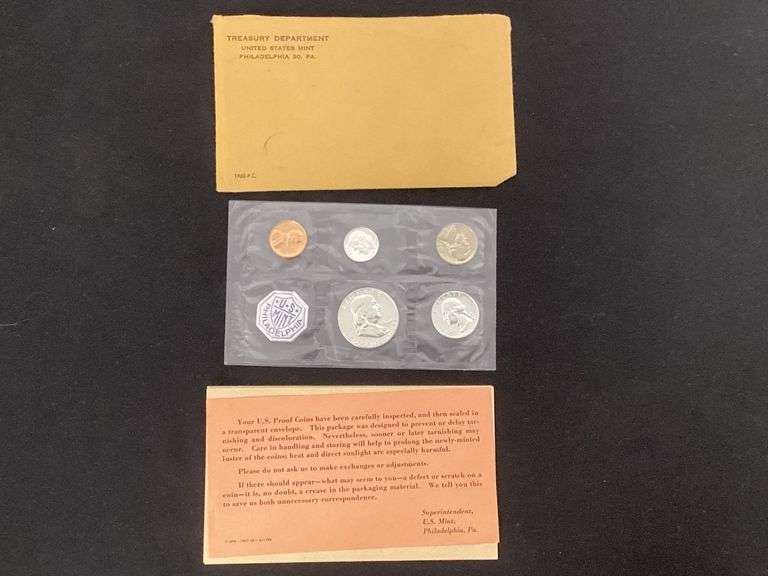 TREASURY DEPARTMENT
UNITED STATES MINT
PHILADELPHIA 30, PA.
1960 P.C.
U.S.
MINT
PHILADELPHIA
Your U.S. Proof Coins have been carefully inspected, and then sealed in
a transparent envelope. This package was designed to prevent or delay tar-
nishing and discoloration. Nevertheless, sooner or later tarnishing may
occur. Care in handling and storing will help to prolong the newly-minted
luster of the coins; heat and direct sunlight are especially harmful.
Please do not ask us to make exchanges or adjustments.
If there should appear—what may seem to you—a defect or scratch on a
coin—it is, no doubt, a crease in the packaging material. We tell you this
to save us both unnecessary correspondence.
Superintendent,
U.S. Mint,
Philadelphia, Pa.